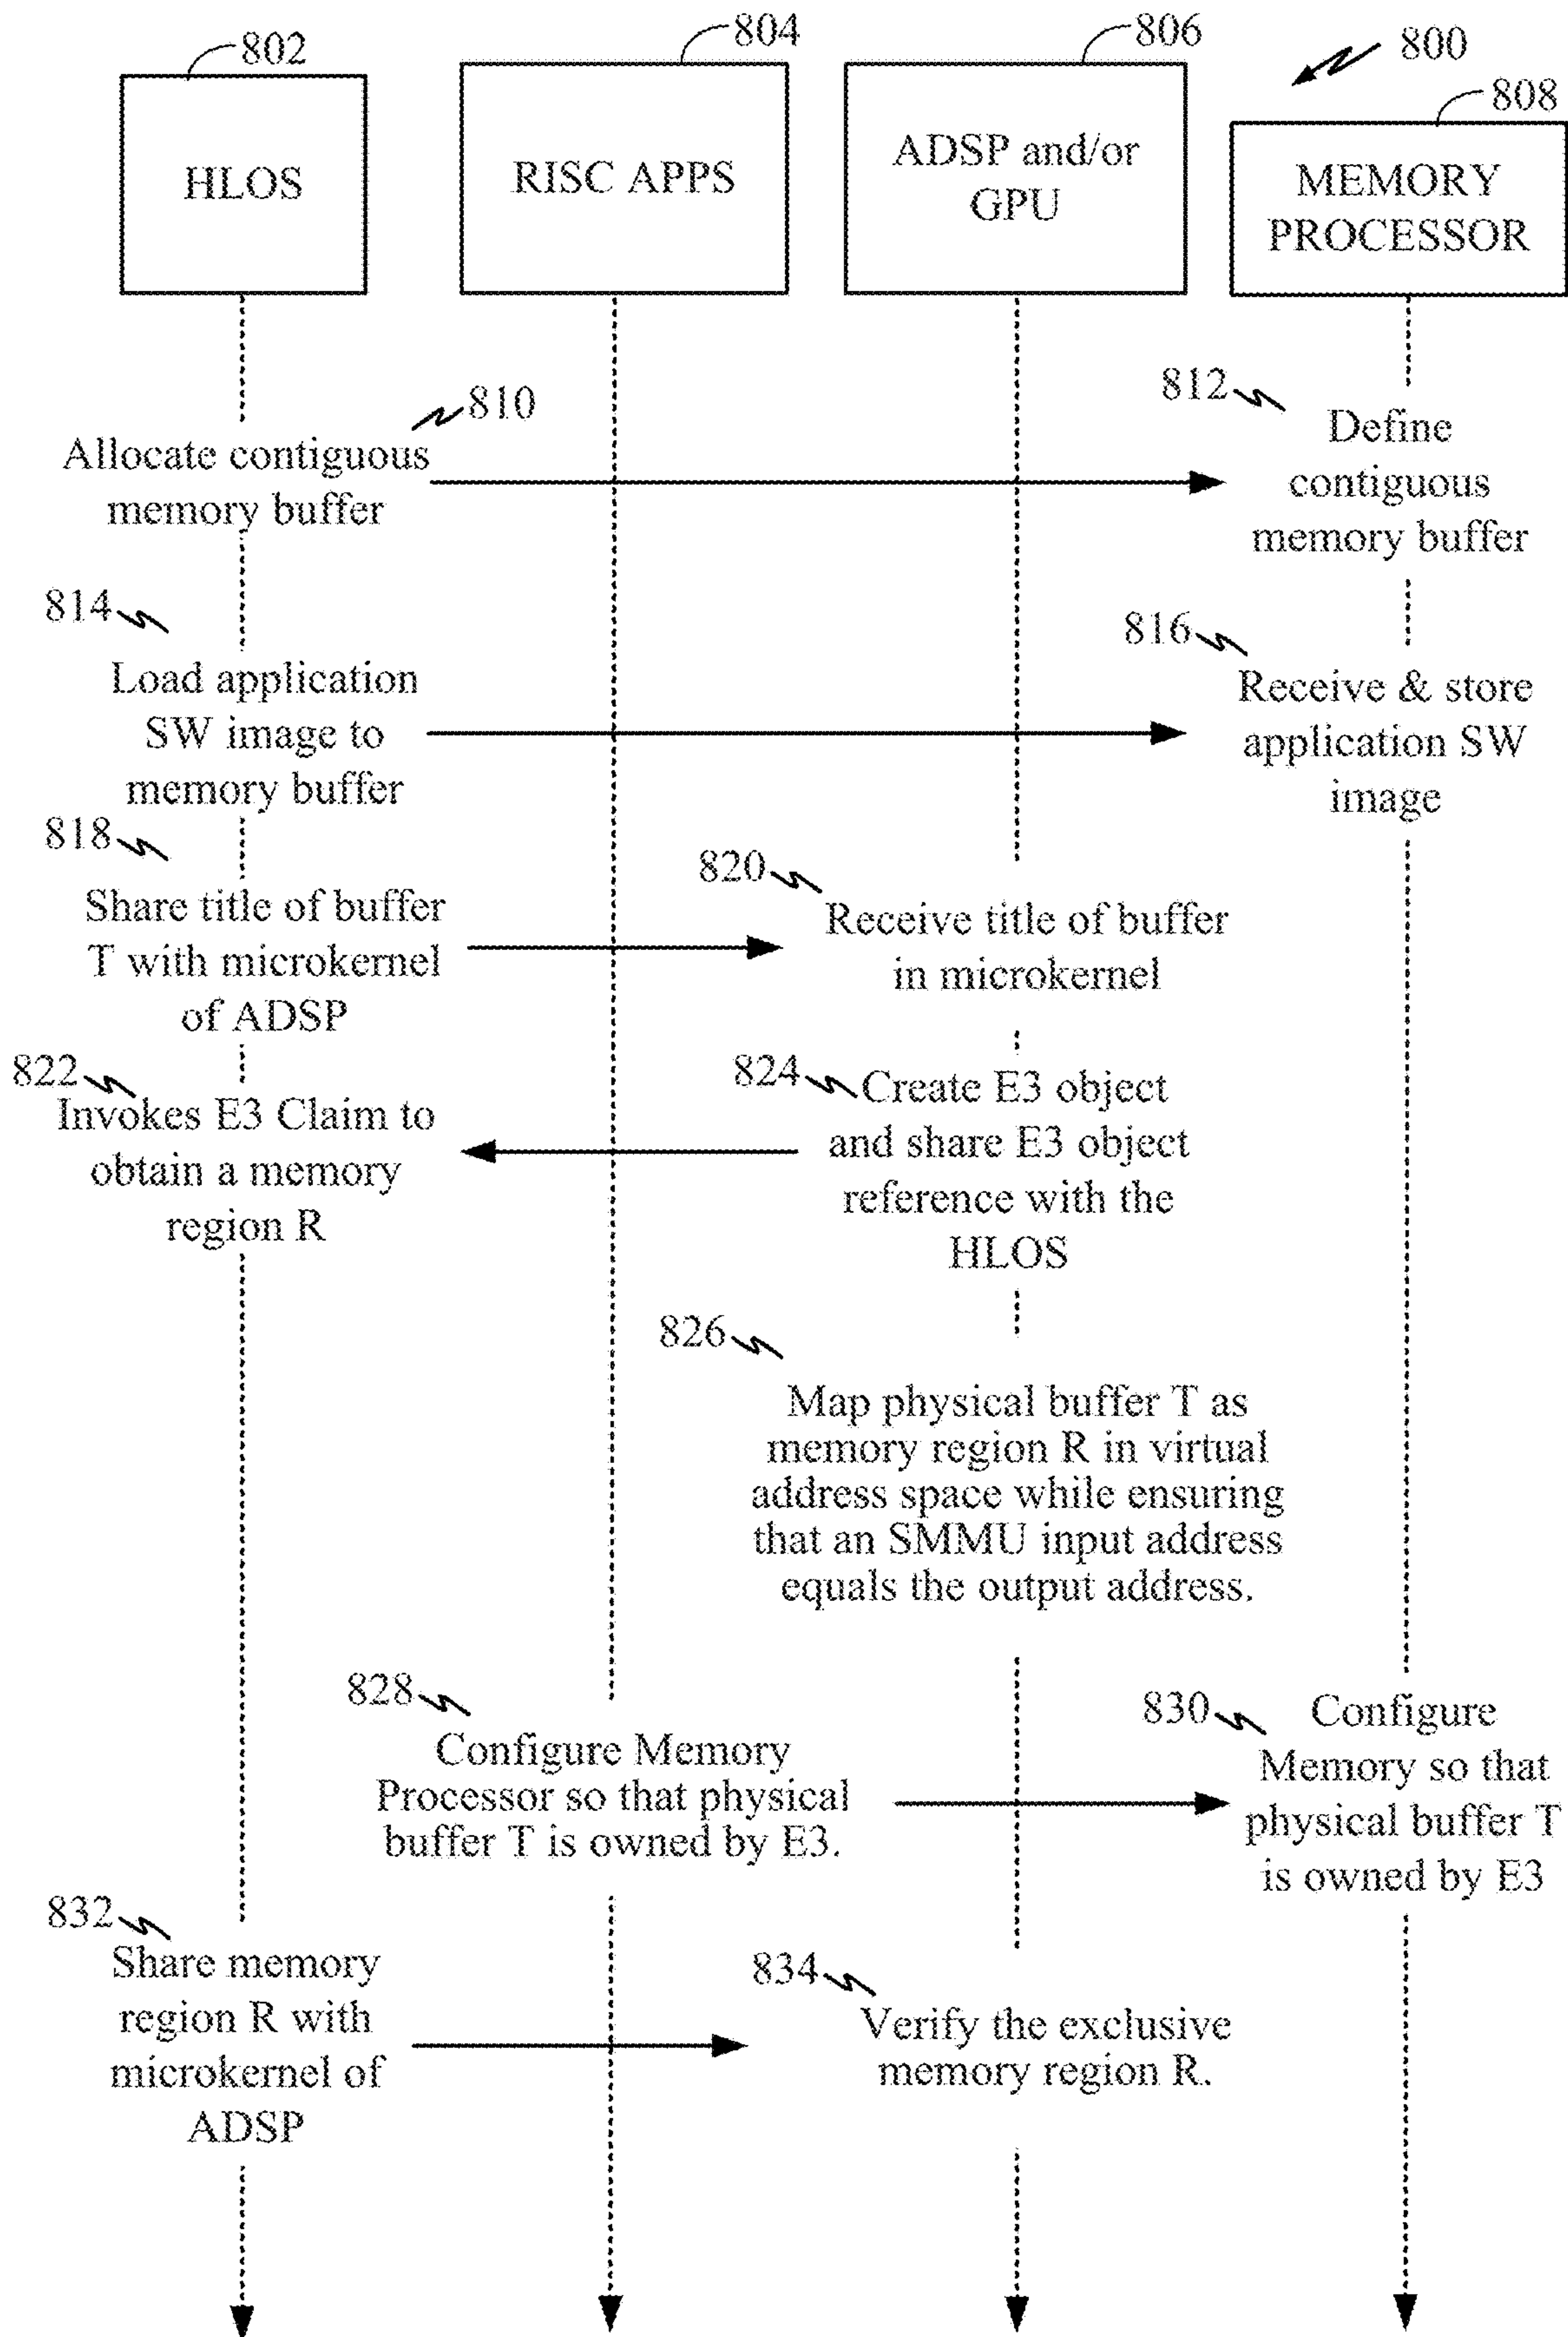 802
804
806
800
808
HLOS
RISC APPS
ADSP and/or
GPU
MEMORY
PROCESSOR
810
Allocate contiguous
memory buffer
812
Define
contiguous
memory buffer
814
Load application
SW image to
memory buffer
816
Receive & store
application SW
image
818
Share title of buffer
T with microkernel
of ADSP
820
Receive title of buffer
in microkernel
822
Invokes E3 Claim to
obtain a memory
region R
824
Create E3 object
and share E3 object
reference with the
HLOS
826
Map physical buffer T as
memory region R in virtual
address space while ensuring
that an SMMU input address
equals the output address.
828
Configure Memory
Processor so that physical
buffer T is owned by E3.
830
Configure
Memory so that
physical buffer T
is owned by E3
832
Share memory
region R with
microkernel of
ADSP
834
Verify the exclusive
memory region R.